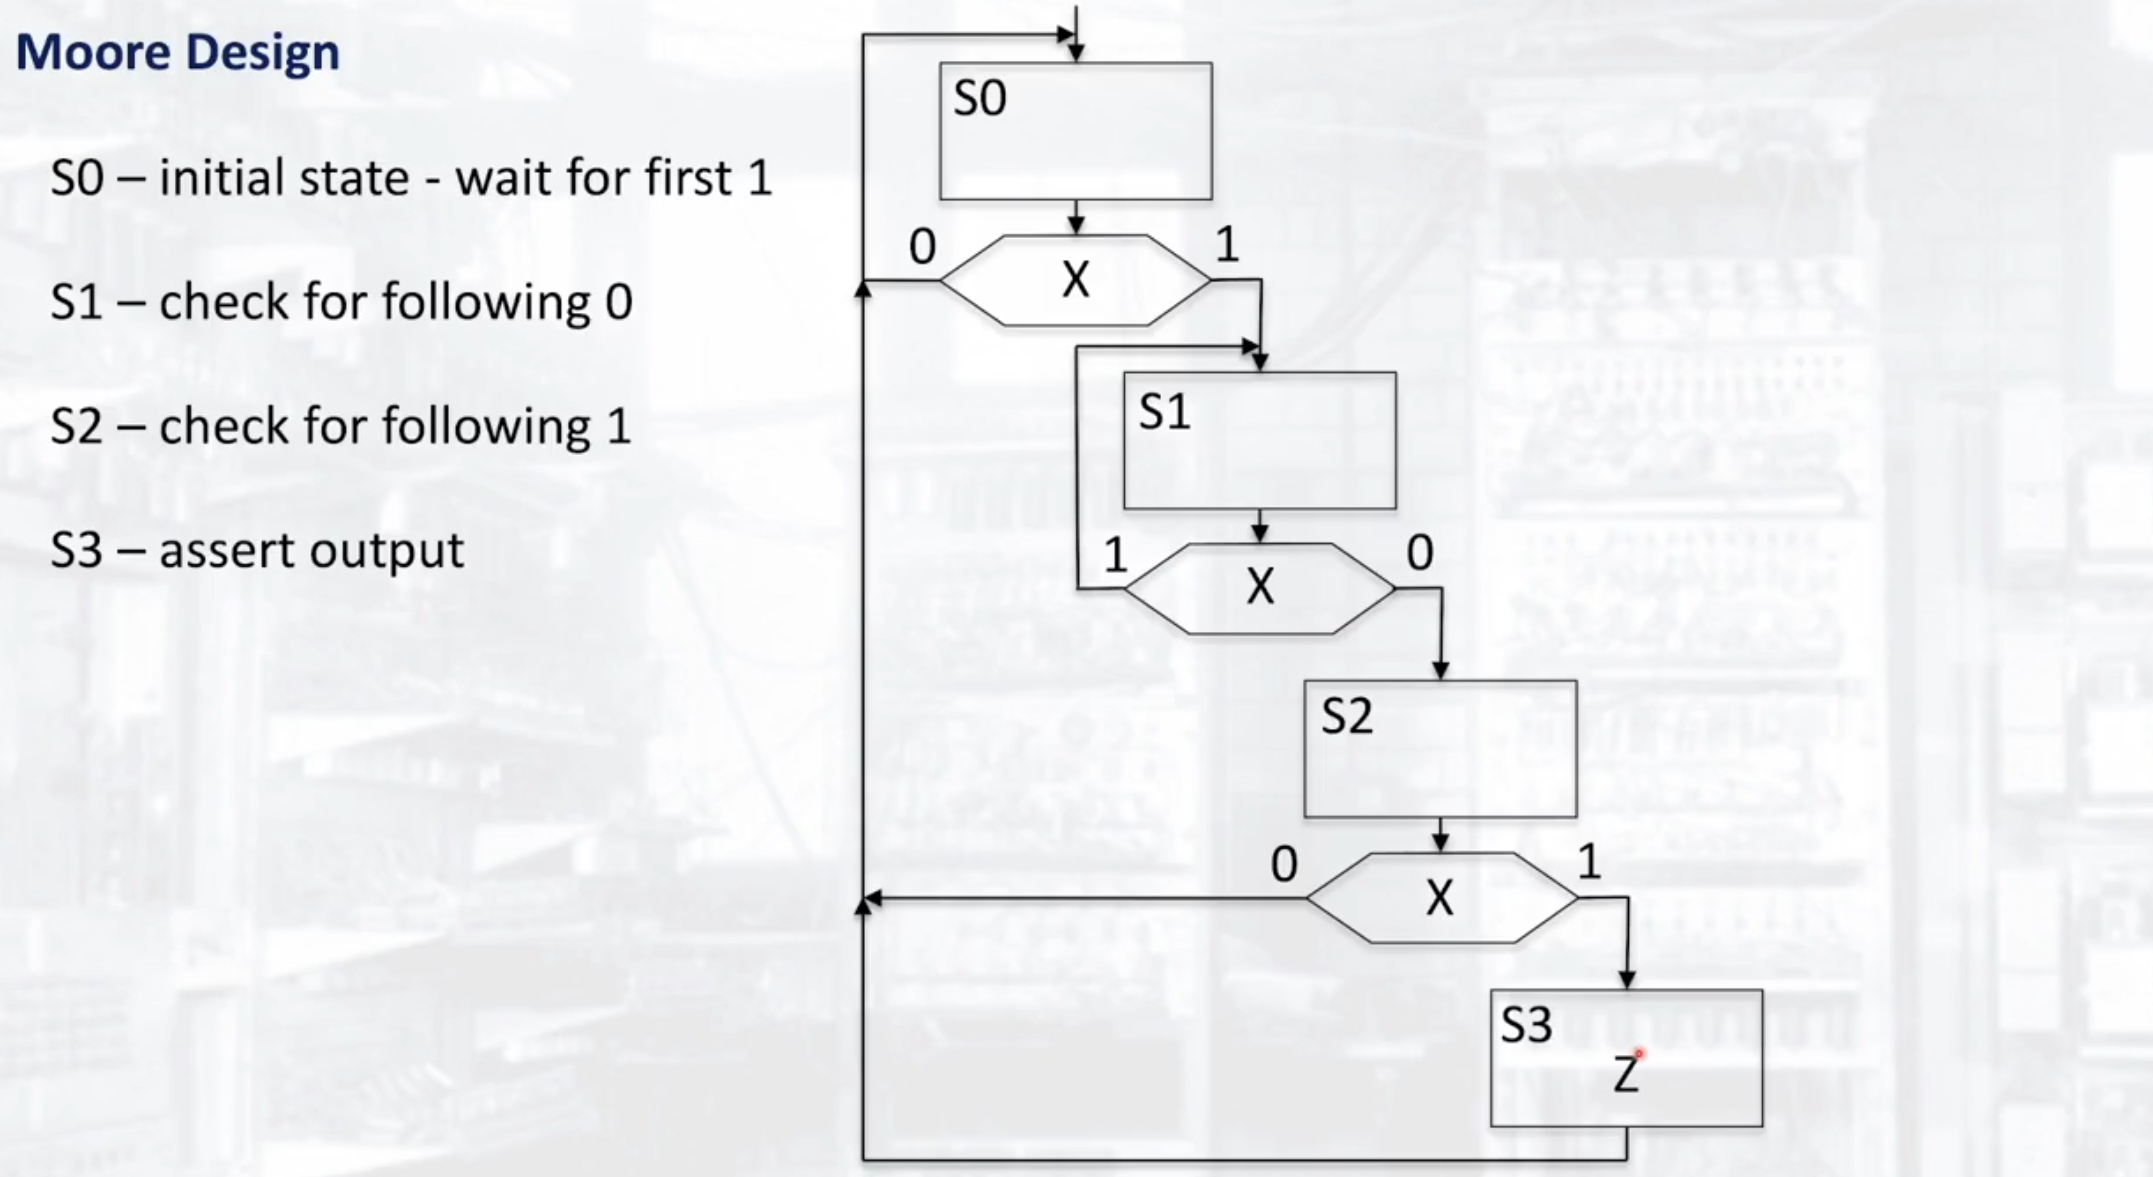 Moore Design
S0 – initial state - wait for first 1
S1 – check for following 0
S2 – check for following 1
S3 – assert output
S0
0
X
1
S1
1
X
0
S2
0
X
1
S3
Z